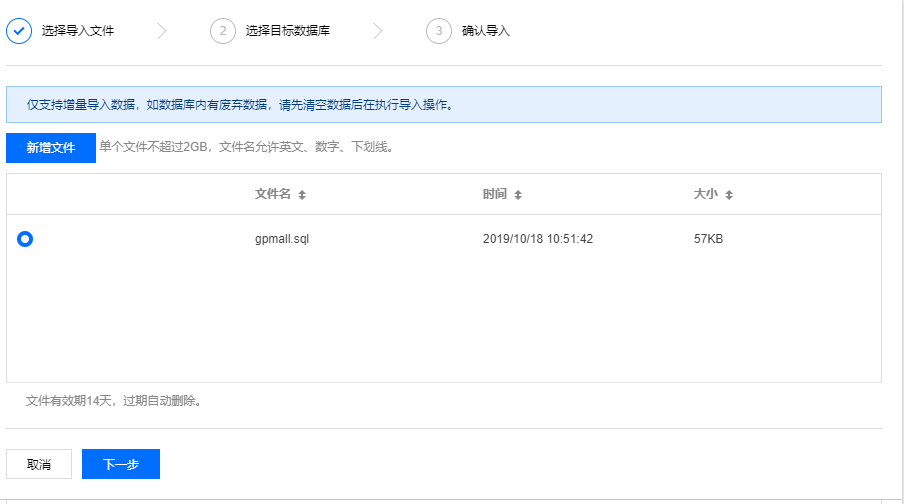 选择导入文件 2 选择目标数据库 3 确认导入
仅支持增量导入数据，如数据库内有废弃数据，请先清空数据后在执行导入操作。
新增文件 单个文件不超过2GB，文件名允许英文、数字、下划线。
文件名 时间 大小
gpmall.sql 2019/10/18 10:51:42 57KB
文件有效期14天，过期自动删除。
取消 下一步